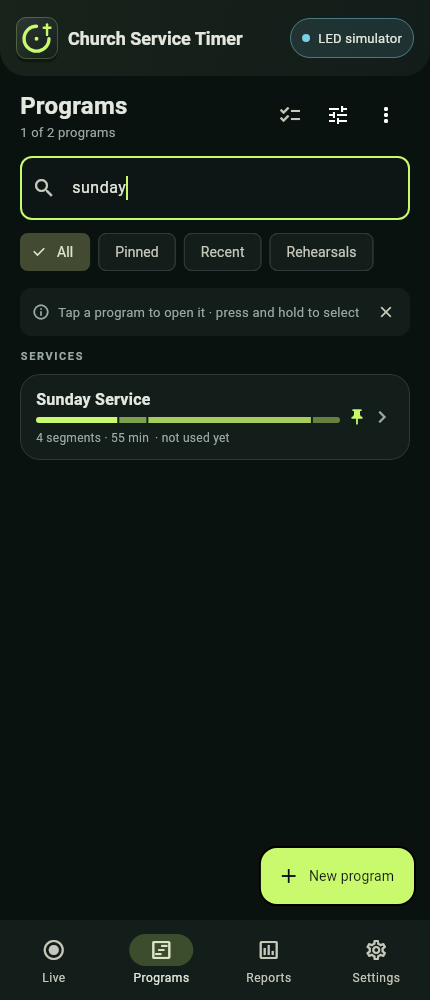 Church Service Timer
LED simulator
Programs
1 of 2 programs
sunday
All
Pinned
Recent
Rehearsals
Tap a program to open it · press and hold to select
SERVICES
Sunday Service
4 segments · 55 min · not used yet
New program
Live
Programs
Reports
Settings